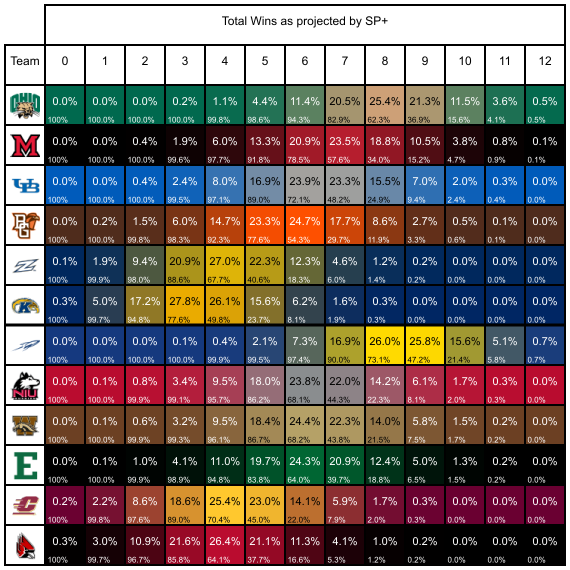 Total Wins as projected by SP+
Team 0 1 2 3 4 5 6 7 8 9 10 11 12
OHIO 0.0% 0.0% 0.0% 0.2% 1.1% 4.4% 11.4% 20.5% 25.4% 21.3% 11.5% 3.6% 0.5%
100% 100.0% 100.0% 100.0% 99.8% 98.6% 94.3% 82.9% 62.3% 36.9% 15.6% 4.1% 0.5%
M 0.0% 0.0% 0.4% 1.9% 6.0% 13.3% 20.9% 23.5% 18.8% 10.5% 3.8% 0.8% 0.1%
100% 100.0% 100.0% 99.6% 97.7% 91.8% 78.5% 57.6% 34.0% 15.2% 4.7% 0.9% 0.1%
UB 0.0% 0.0% 0.4% 2.4% 8.0% 16.9% 23.9% 23.3% 15.5% 7.0% 2.0% 0.3% 0.0%
100% 100.0% 100.0% 99.5% 97.1% 89.0% 72.1% 48.2% 24.9% 9.4% 2.4% 0.4% 0.0%
BG 0.0% 0.2% 1.5% 6.0% 14.7% 23.3% 24.7% 17.7% 8.6% 2.7% 0.5% 0.1% 0.0%
100% 100.0% 99.8% 98.3% 92.3% 77.6% 54.3% 29.7% 11.9% 3.3% 0.6% 0.1% 0.0%
Z 0.1% 1.9% 9.4% 20.9% 27.0% 22.3% 12.3% 4.6% 1.2% 0.2% 0.0% 0.0% 0.0%
100% 99.9% 98.0% 88.6% 67.7% 40.6% 18.3% 6.0% 1.4% 0.2% 0.0% 0.0% 0.0%
K 0.3% 5.0% 17.2% 27.8% 26.1% 15.6% 6.2% 1.6% 0.3% 0.0% 0.0% 0.0% 0.0%
100% 99.7% 94.8% 77.6% 49.8% 23.7% 8.1% 1.9% 0.3% 0.0% 0.0% 0.0% 0.0%
0.0% 0.0% 0.0% 0.1% 0.4% 2.1% 7.3% 16.9% 26.0% 25.8% 15.6% 5.1% 0.7%
100% 100.0% 100.0% 100.0% 99.9% 99.5% 97.4% 90.0% 73.1% 47.2% 21.4% 5.8% 0.7%
NIU 0.0% 0.1% 0.8% 3.4% 9.5% 18.0% 23.8% 22.0% 14.2% 6.1% 1.7% 0.3% 0.0%
100% 100.0% 99.9% 99.1% 95.7% 86.2% 68.1% 44.3% 22.3% 8.1% 2.0% 0.3% 0.0%
0.0% 0.1% 0.6% 3.2% 9.5% 18.4% 24.4% 22.3% 14.0% 5.8% 1.5% 0.2% 0.0%
100% 100.0% 99.9% 99.3% 96.1% 86.7% 68.2% 43.8% 21.5% 7.5% 1.7% 0.2% 0.0%
E 0.0% 0.1% 1.0% 4.1% 11.0% 19.7% 24.3% 20.9% 12.4% 5.0% 1.3% 0.2% 0.0%
100% 100.0% 99.9% 98.9% 94.8% 83.8% 64.0% 39.7% 18.8% 6.5% 1.5% 0.2% 0.0%
C 0.2% 2.2% 8.6% 18.6% 25.4% 23.0% 14.1% 5.9% 1.7% 0.3% 0.0% 0.0% 0.0%
100% 99.8% 97.6% 89.0% 70.4% 45.0% 22.0% 7.9% 2.0% 0.3% 0.0% 0.0% 0.0%
0.3% 3.0% 10.9% 21.6% 26.4% 21.1% 11.3% 4.1% 1.0% 0.2% 0.0% 0.0% 0.0%
100% 99.7% 96.7% 85.8% 64.1% 37.7% 16.6% 5.3% 1.2% 0.2% 0.0% 0.0% 0.0%